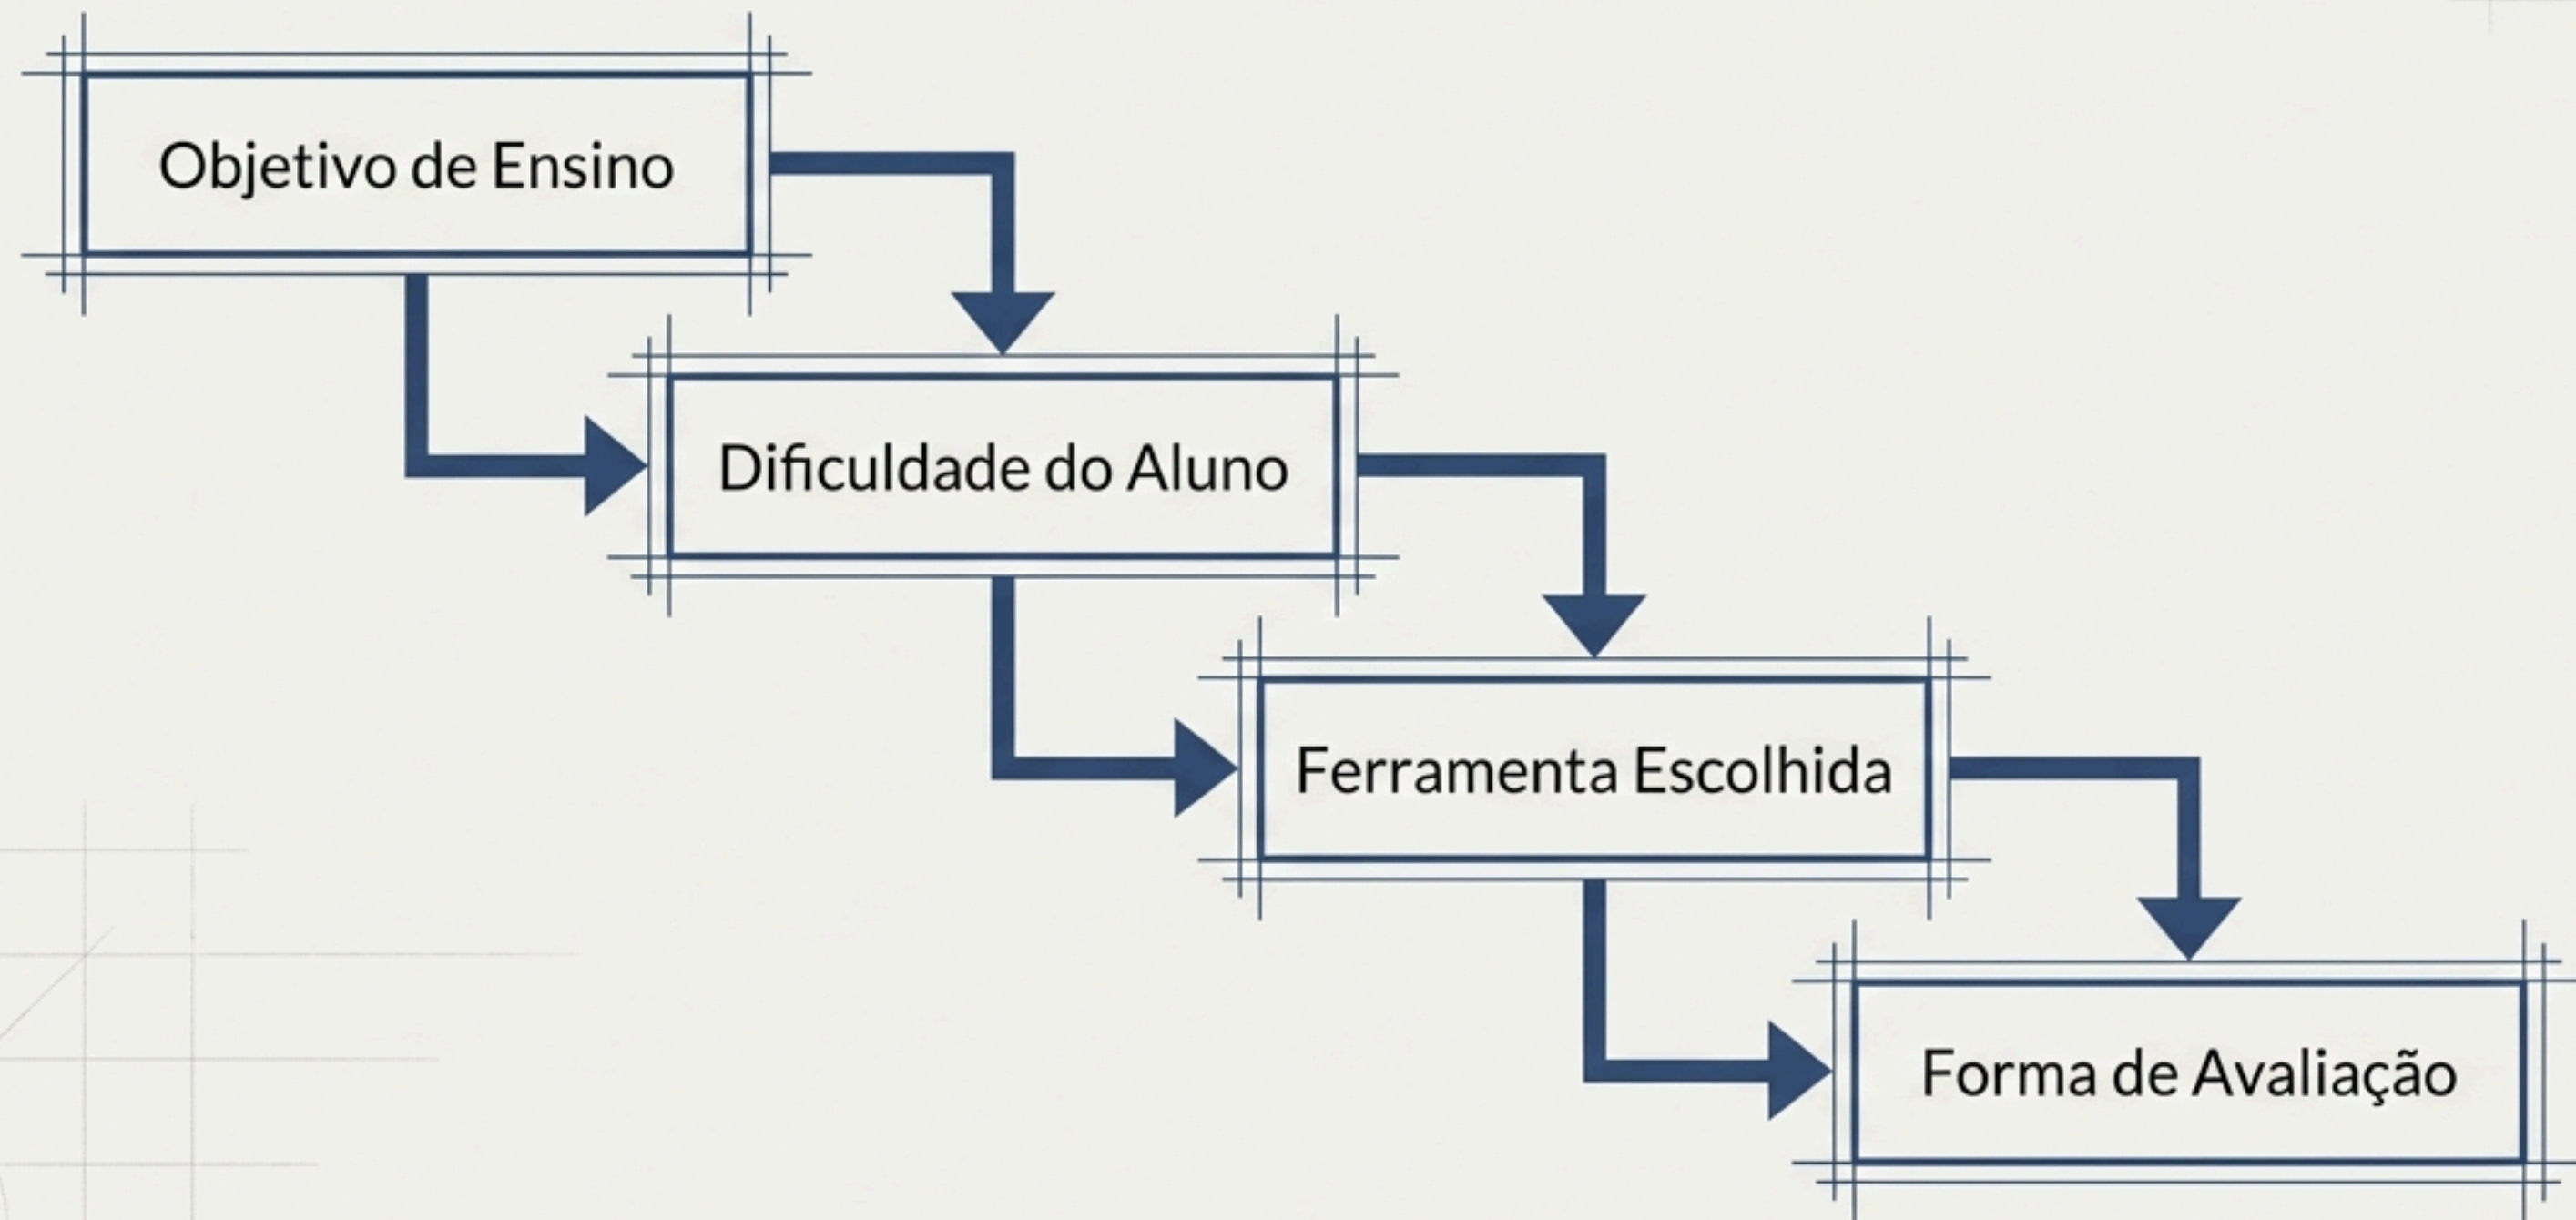 Objetivo de Ensino
Dificuldade do Aluno
Ferramenta Escolhida
Forma de Avaliação